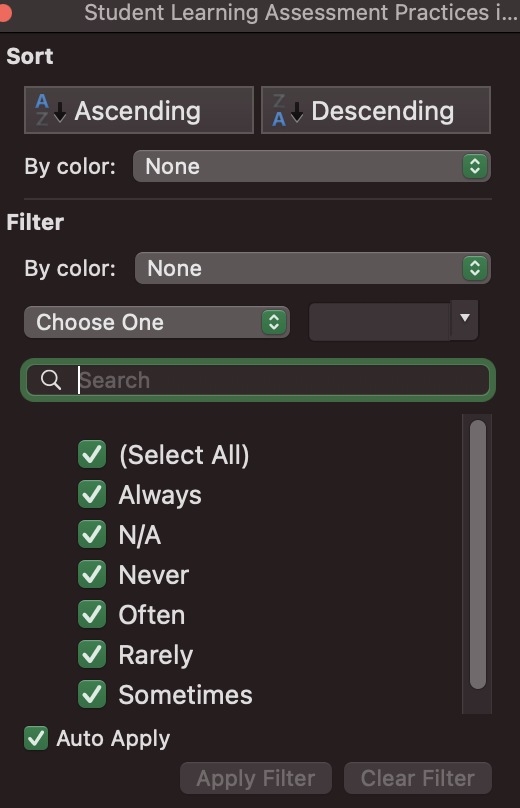 Student Learning Assessment Practices i...
Sort
A Z Ascending
Z A Descending
By color: None
Filter
By color: None
Choose One
Search
(Select All)
Always
N/A
Never
Often
Rarely
Sometimes
Auto Apply
Apply Filter Clear Filter